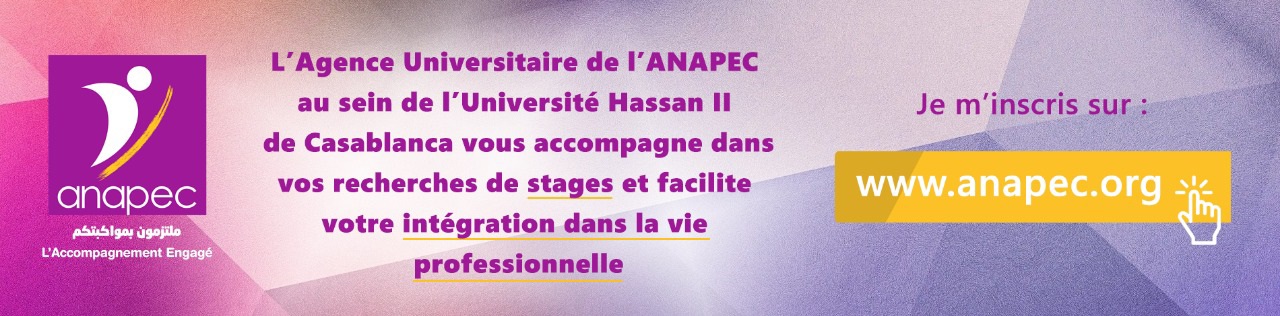 anapec
ملتزمون بمواكبتكم
L'Accompagnement Engagé
L'Agence Universitaire de l'ANAPEC
au sein de l'Université Hassan II
de Casablanca vous accompagne dans
vos recherches de stages et facilite
votre intégration dans la vie
professionnelle
Je m'inscris sur :
www.anapec.org